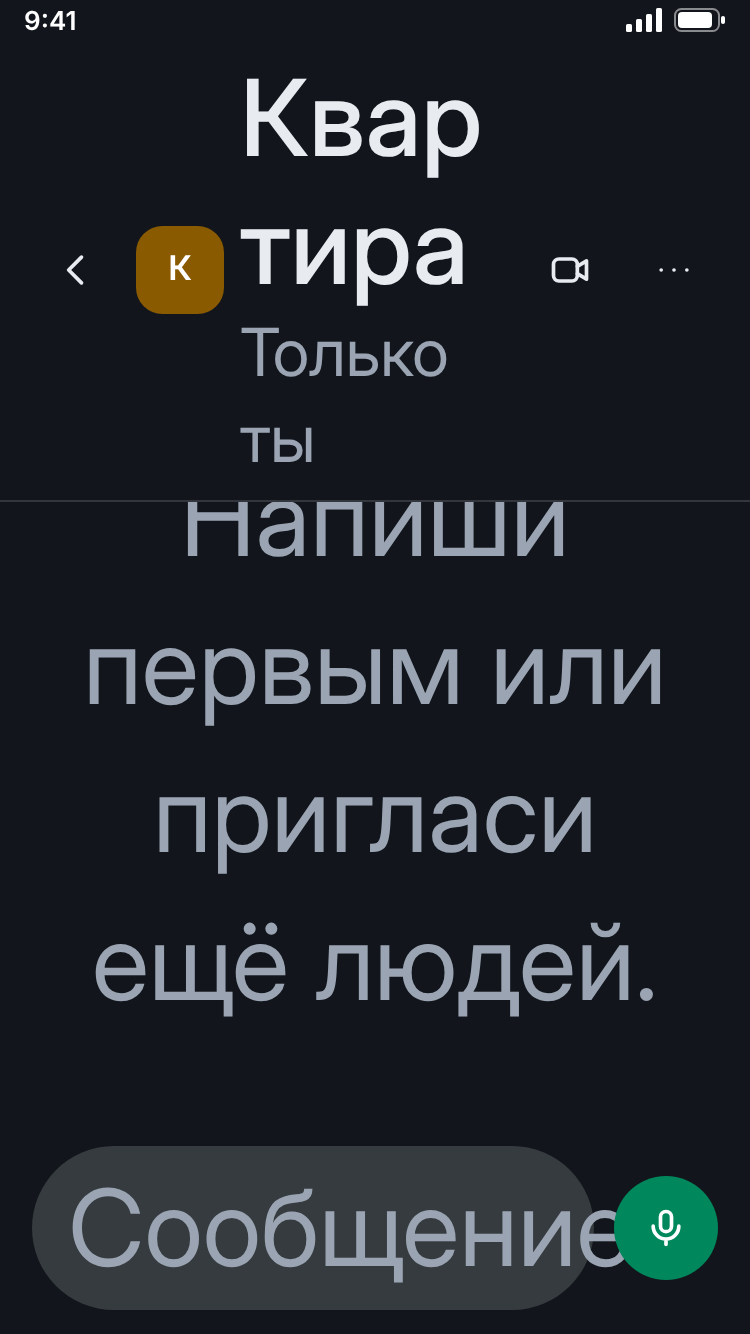 9:41
Квар
тира
К
Только
ты
Напиши
первым или
пригласи
ещё людей.
Сообщение